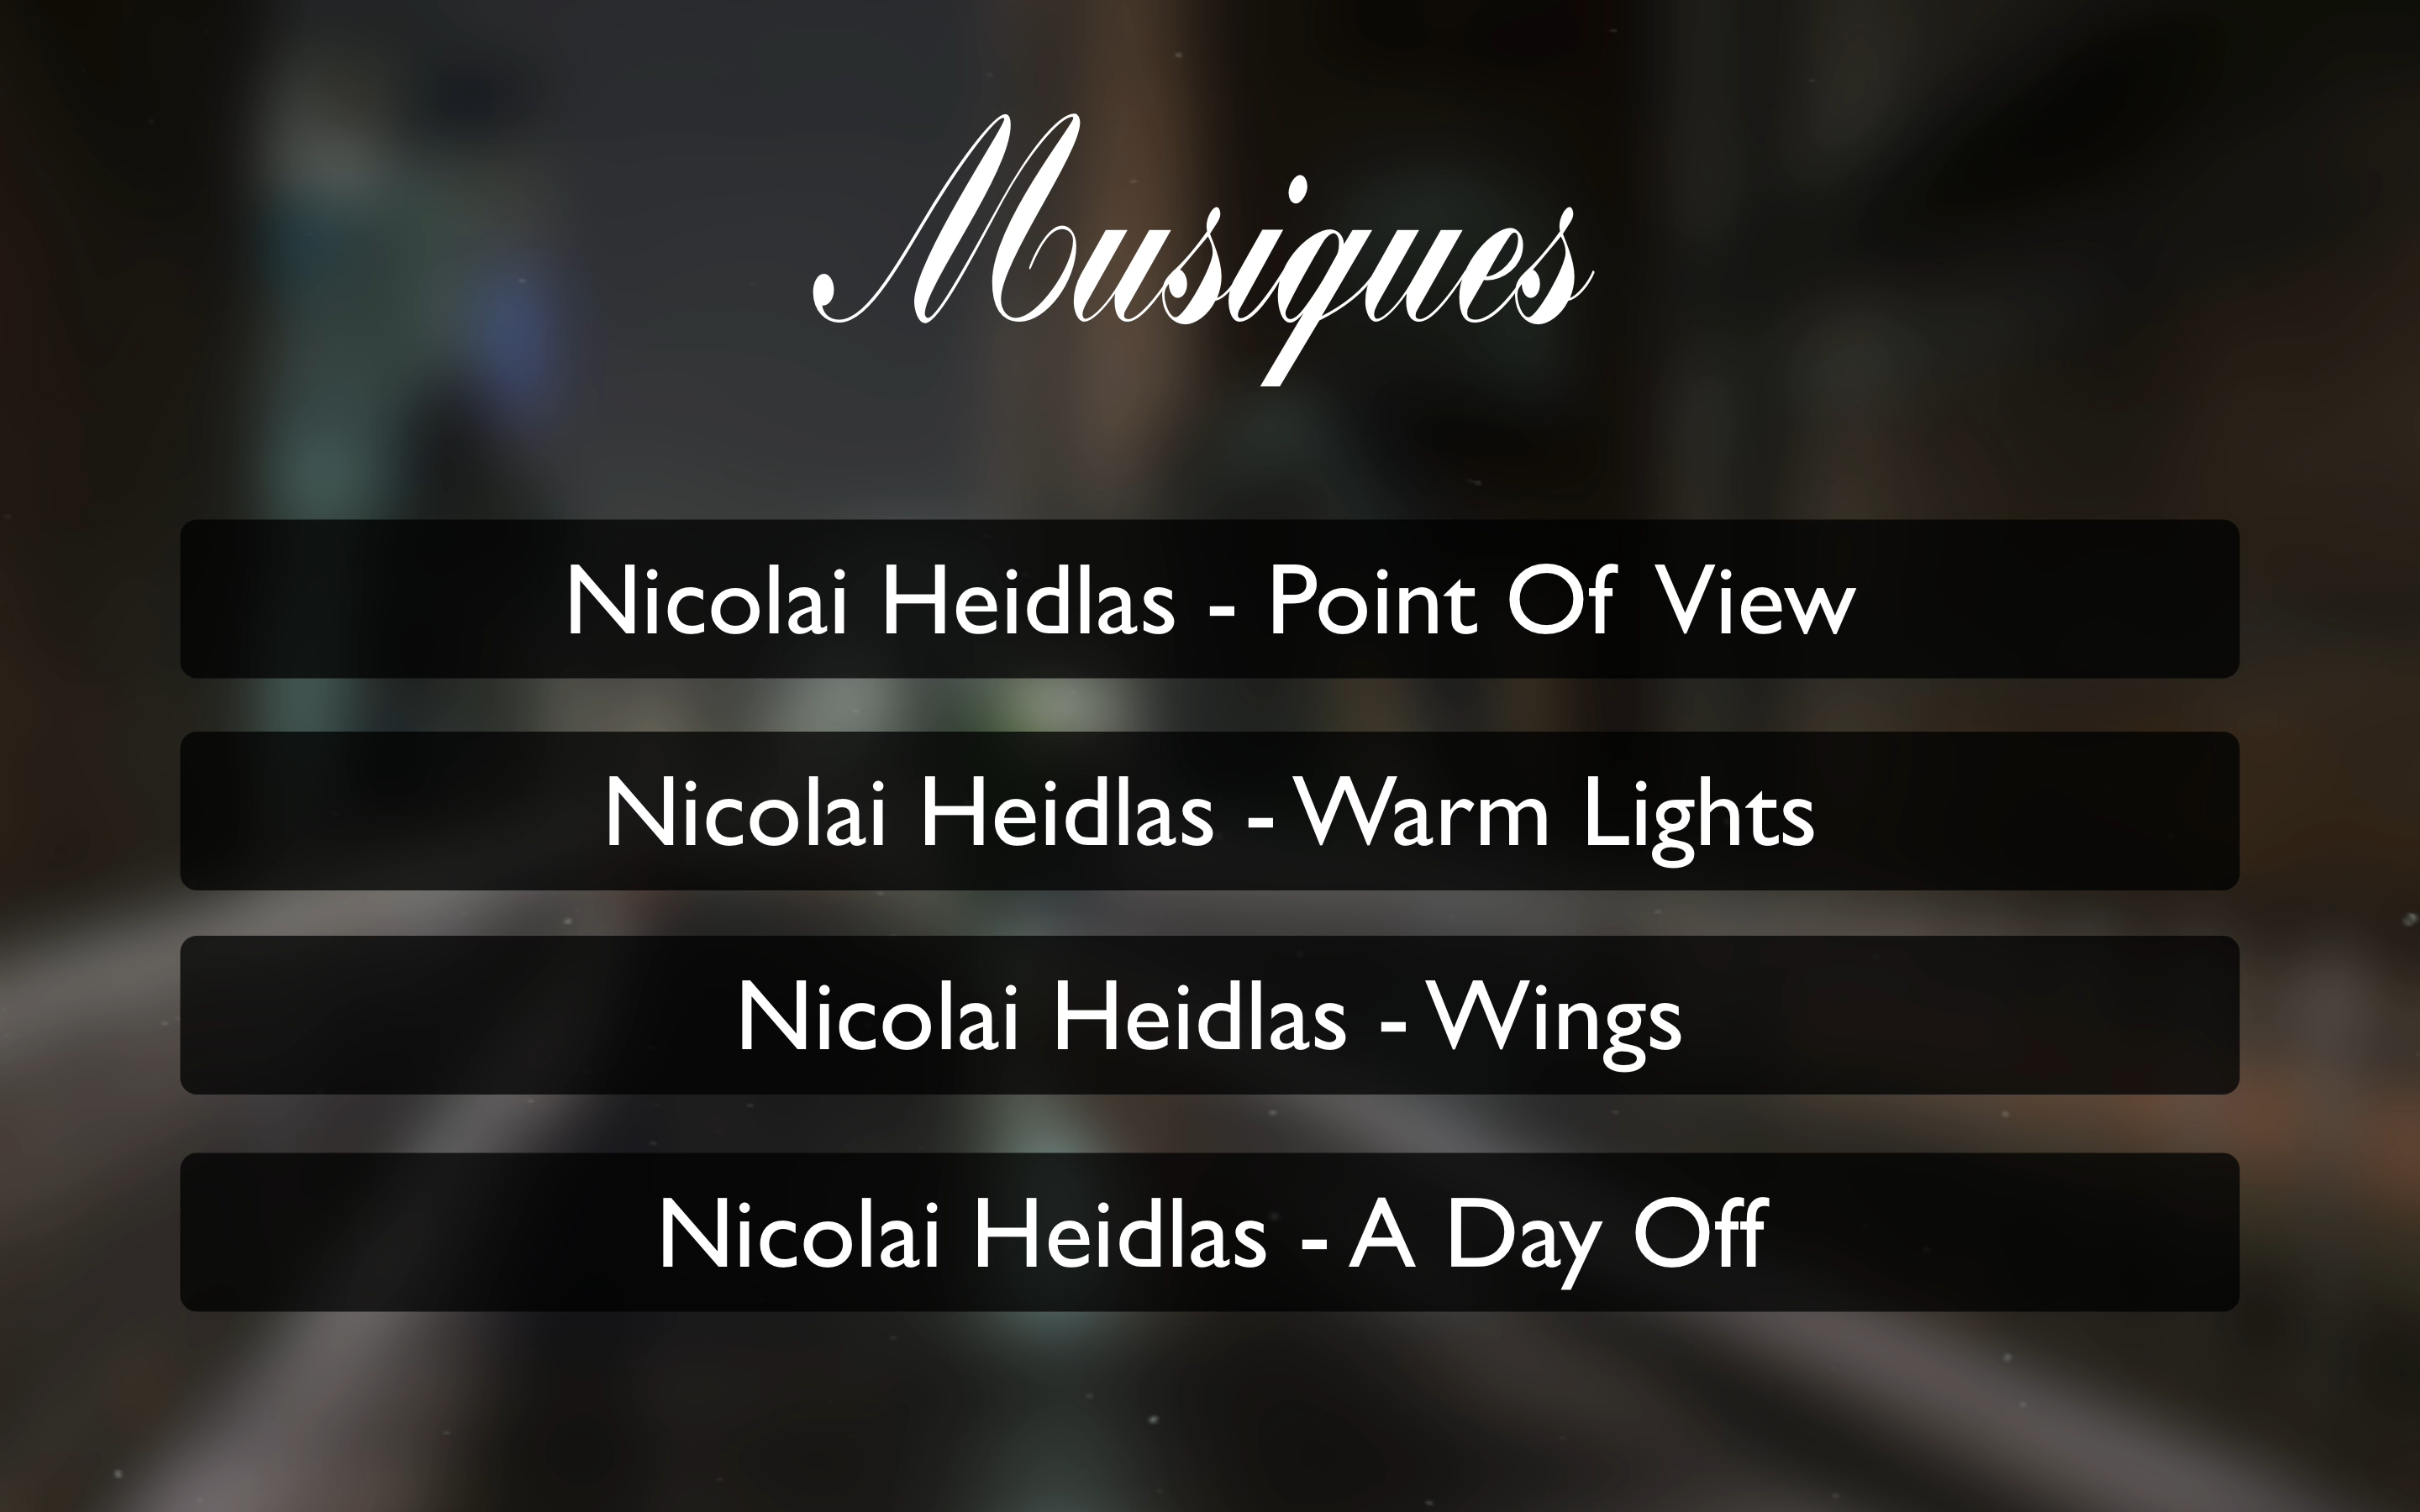 Musiques
Nicolai Heidlas - Point Of View
Nicolai Heidlas - Warm Lights
Nicolai Heidlas - Wings
Nicolai Heidlas - A Day Off